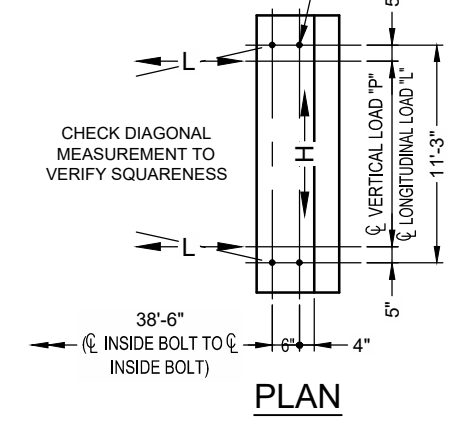 5"
L
CHECK DIAGONAL
MEASUREMENT TO
VERIFY SQUARENESS
H
℄ VERTICAL LOAD "P"
℄ LONGITUDINAL LOAD "L"
11'-3"
L
5"
38'-6"
(℄ INSIDE BOLT TO ℄
INSIDE BOLT)
6"
4"
PLAN